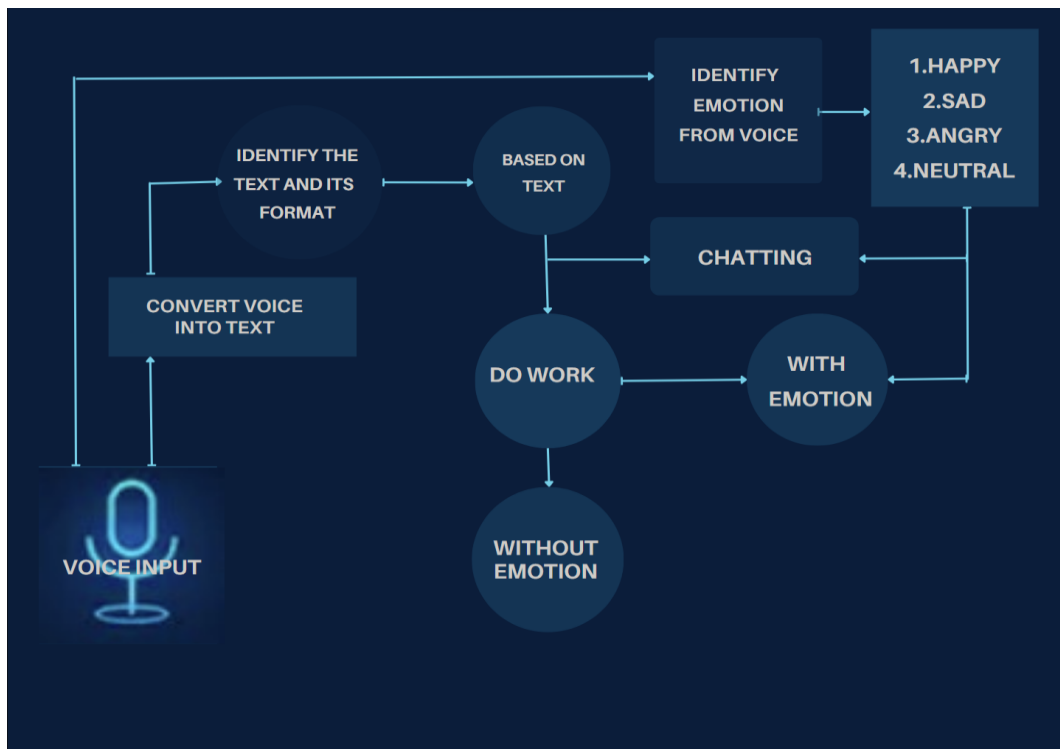 IDENTIFY
EMOTION
FROM VOICE
1.HAPPY
2.SAD
3.ANGRY
4.NEUTRAL
IDENTIFY THE
TEXT AND ITS
FORMAT
BASED ON
TEXT
CHATTING
CONVERT VOICE
INTO TEXT
DO WORK
WITH
EMOTION
WITHOUT
EMOTION
VOICE INPUT